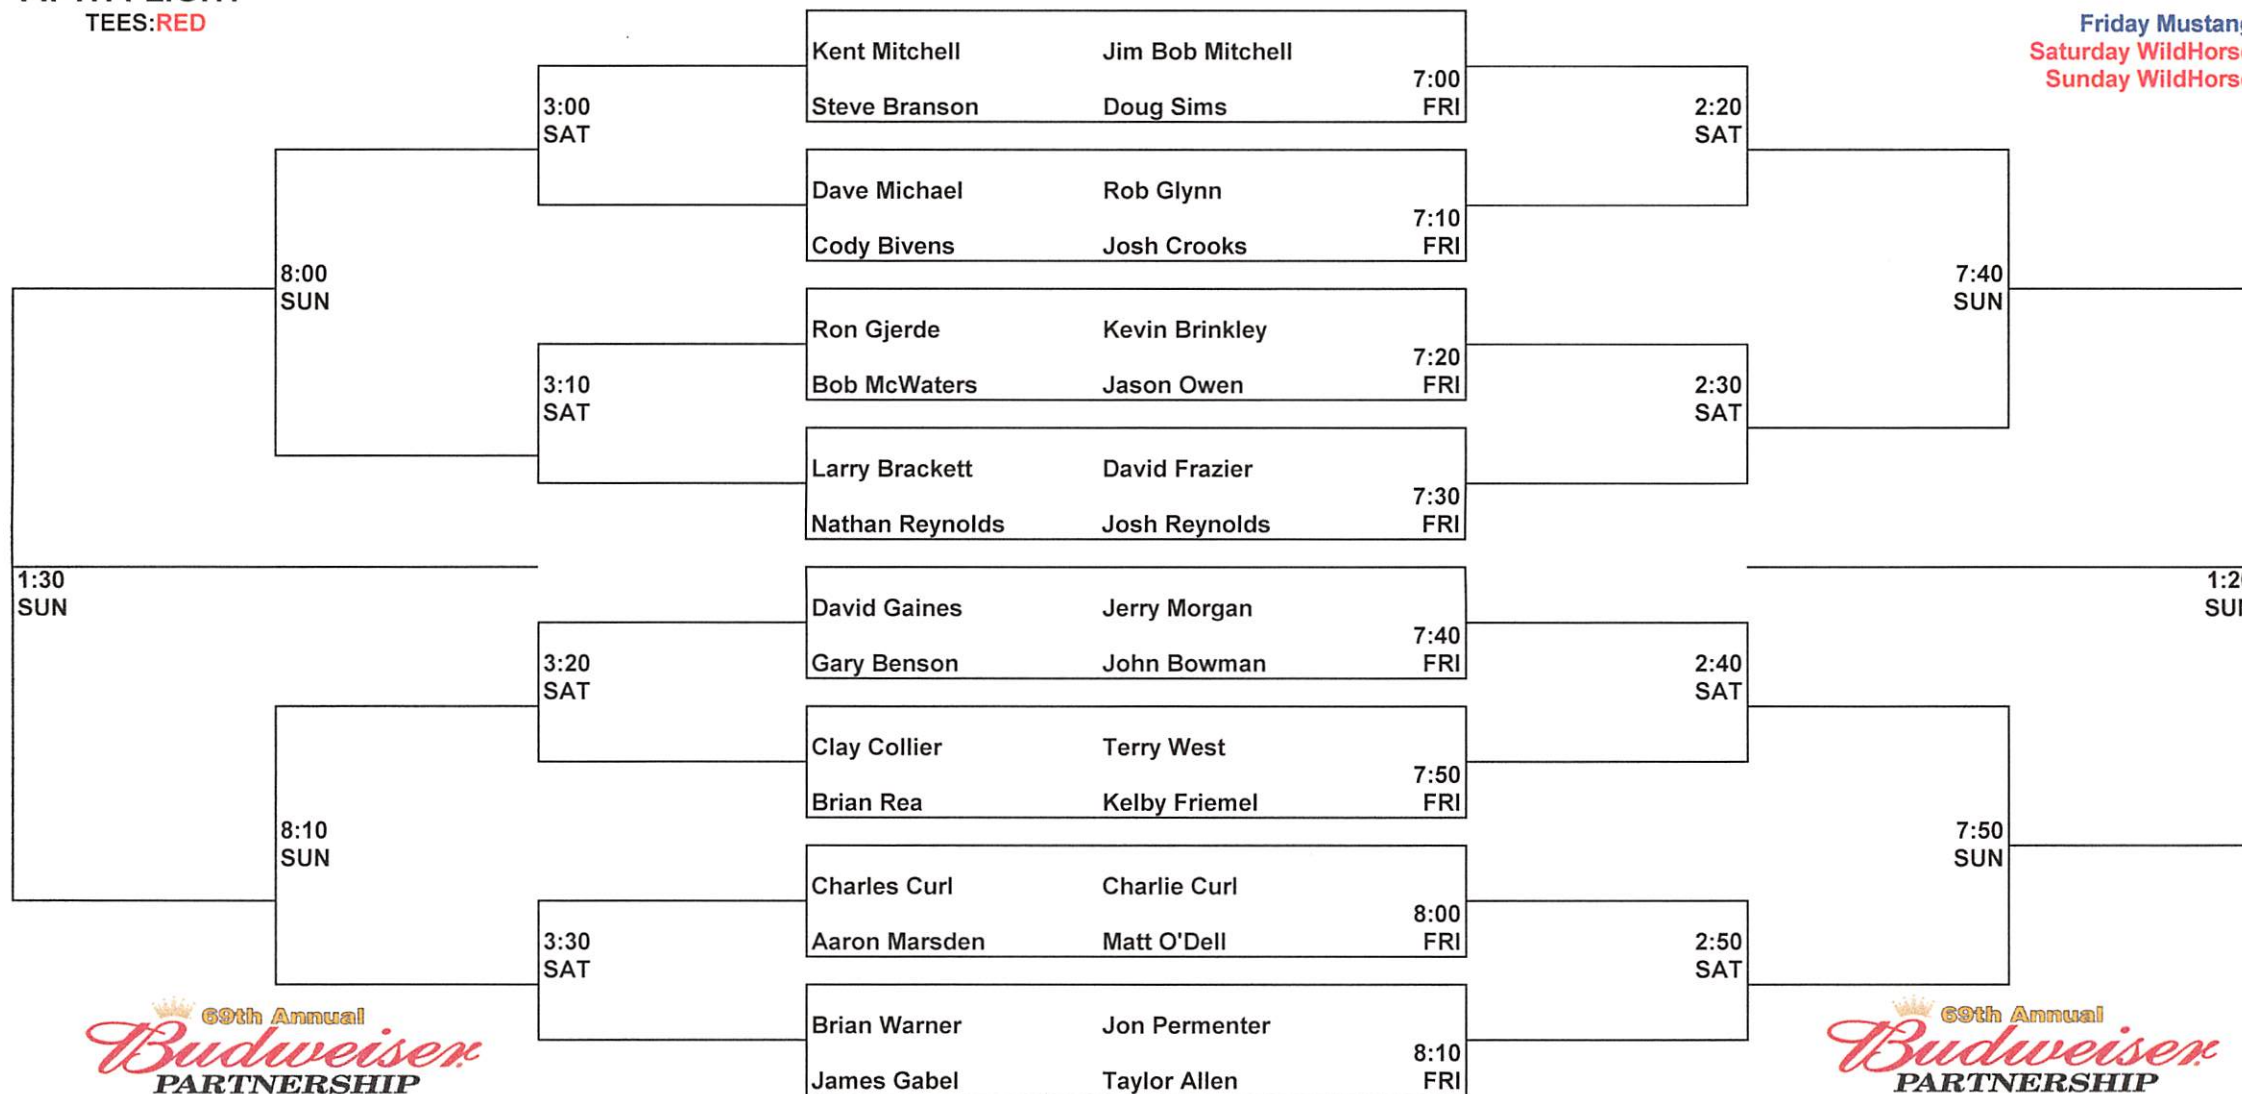 TEES:RED
Friday Mustang
Saturday WildHorse
Sunday WildHorse
Kent Mitchell Jim Bob Mitchell
7:00
Steve Branson Doug Sims FRI
3:00
SAT
2:20
SAT
Dave Michael Rob Glynn
7:10
Cody Bivens Josh Crooks FRI
8:00
SUN
7:40
SUN
Ron Gjerde Kevin Brinkley
7:20
Bob McWaters Jason Owen FRI
3:10
SAT
2:30
SAT
Larry Brackett David Frazier
7:30
Nathan Reynolds Josh Reynolds FRI
1:30
SUN
1:20
SUN
David Gaines Jerry Morgan
7:40
Gary Benson John Bowman FRI
3:20
SAT
2:40
SAT
Clay Collier Terry West
7:50
Brian Rea Kelby Friemel FRI
8:10
SUN
7:50
SUN
Charles Curl Charlie Curl
8:00
Aaron Marsden Matt O'Dell FRI
3:30
SAT
2:50
SAT
Brian Warner Jon Permenter
8:10
James Gabel Taylor Allen FRI
69th Annual
Budweiser
PARTNERSHIP
69th Annual
Budweiser
PARTNERSHIP